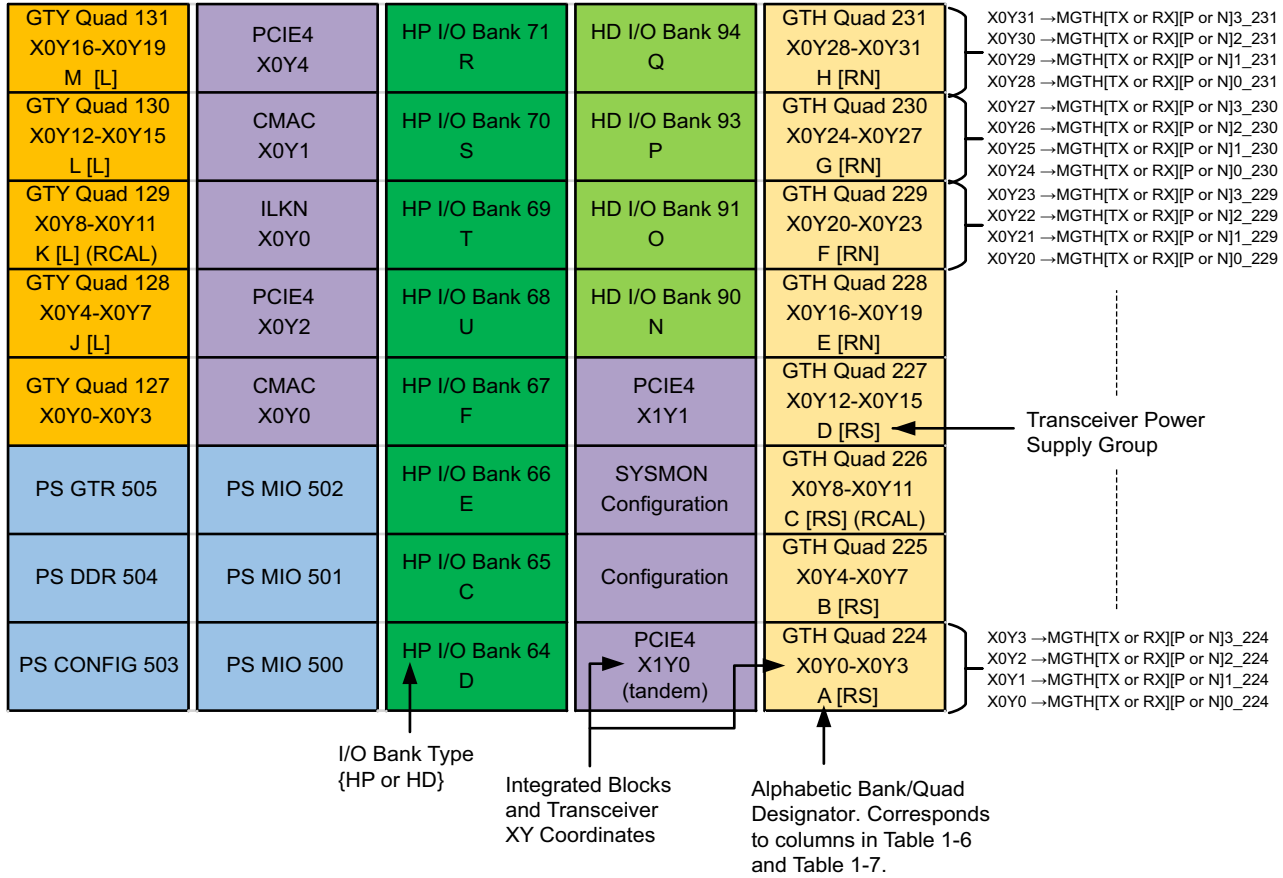 GTY Quad 131
X0Y16-X0Y19
M [L]
PCIE4
X0Y4
HP I/O Bank 71
R
HD I/O Bank 94
Q
GTH Quad 231
X0Y28-X0Y31
H [RN]
X0Y31 →MGTH[TX or RX][P or N]3_231
X0Y30 →MGTH[TX or RX][P or N]2_231
X0Y29 →MGTH[TX or RX][P or N]1_231
X0Y28 →MGTH[TX or RX][P or N]0_231
GTY Quad 130
X0Y12-X0Y15
L [L]
CMAC
X0Y1
HP I/O Bank 70
S
HD I/O Bank 93
P
GTH Quad 230
X0Y24-X0Y27
G [RN]
X0Y27 →MGTH[TX or RX][P or N]3_230
X0Y26 →MGTH[TX or RX][P or N]2_230
X0Y25 →MGTH[TX or RX][P or N]1_230
X0Y24 →MGTH[TX or RX][P or N]0_230
GTY Quad 129
X0Y8-X0Y11
K [L] (RCAL)
ILKN
X0Y0
HP I/O Bank 69
T
HD I/O Bank 91
O
GTH Quad 229
X0Y20-X0Y23
F [RN]
X0Y23 →MGTH[TX or RX][P or N]3_229
X0Y22 →MGTH[TX or RX][P or N]2_229
X0Y21 →MGTH[TX or RX][P or N]1_229
X0Y20 →MGTH[TX or RX][P or N]0_229
GTY Quad 128
X0Y4-X0Y7
J [L]
PCIE4
X0Y2
HP I/O Bank 68
U
HD I/O Bank 90
N
GTH Quad 228
X0Y16-X0Y19
E [RN]
GTY Quad 127
X0Y0-X0Y3
CMAC
X0Y0
HP I/O Bank 67
F
PCIE4
X1Y1
GTH Quad 227
X0Y12-X0Y15
D [RS]
Transceiver Power
Supply Group
PS GTR 505
PS MIO 502
HP I/O Bank 66
E
SYSMON
Configuration
GTH Quad 226
X0Y8-X0Y11
C [RS] (RCAL)
PS DDR 504
PS MIO 501
HP I/O Bank 65
C
Configuration
GTH Quad 225
X0Y4-X0Y7
B [RS]
PS CONFIG 503
PS MIO 500
HP I/O Bank 64
D
PCIE4
X1Y0
(tandem)
GTH Quad 224
X0Y0-X0Y3
A [RS]
X0Y3 →MGTH[TX or RX][P or N]3_224
X0Y2 →MGTH[TX or RX][P or N]2_224
X0Y1 →MGTH[TX or RX][P or N]1_224
X0Y0 →MGTH[TX or RX][P or N]0_224
I/O Bank Type
{HP or HD}
Integrated Blocks
and Transceiver
XY Coordinates
Alphabetic Bank/Quad
Designator. Corresponds
to columns in Table 1-6
and Table 1-7.